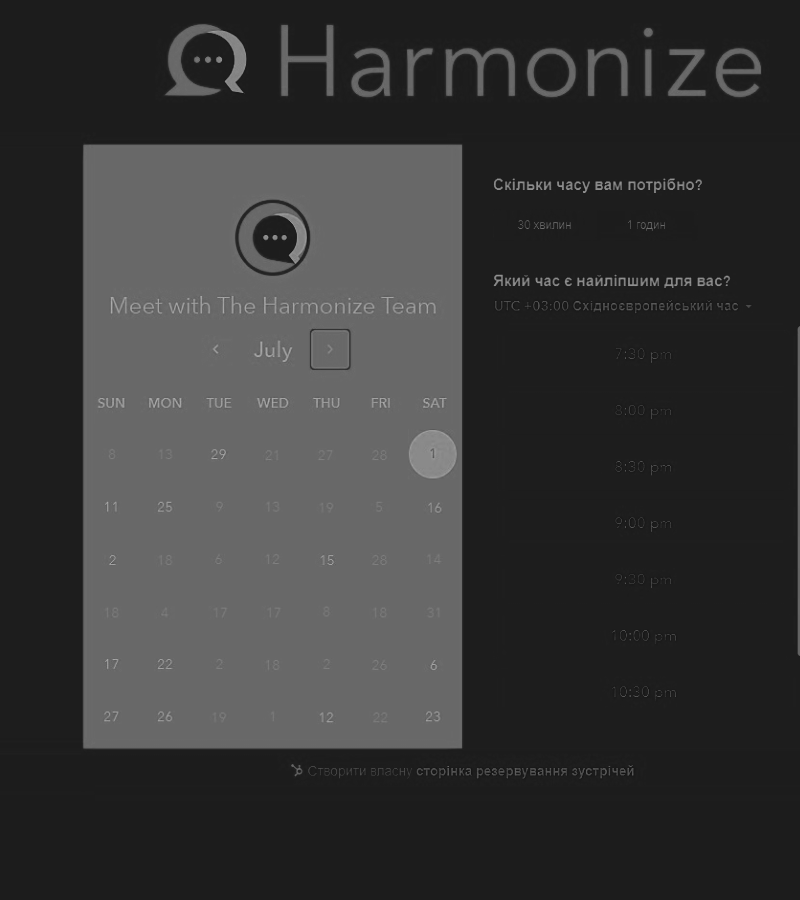 Harmonize
Meet with The Harmonize Team
July
SUN MON TUE WED THU FRI SAT
8 13 29 21 27 28 1
11 25 9 13 19 5 16
2 18 6 12 15 28 14
18 4 17 17 8 18 31
17 22 2 18 2 26 6
27 26 19 1 12 22 23
Скільки часу вам потрібно?
30 хвилин 1 годин
Який час є найліпшим для вас?
UTC +03:00 Східноєвропейський час
7:30 pm
8:00 pm
8:30 pm
9:00 pm
9:30 pm
10:00 pm
10:30 pm
Створити власну сторінка резервування зустрічей